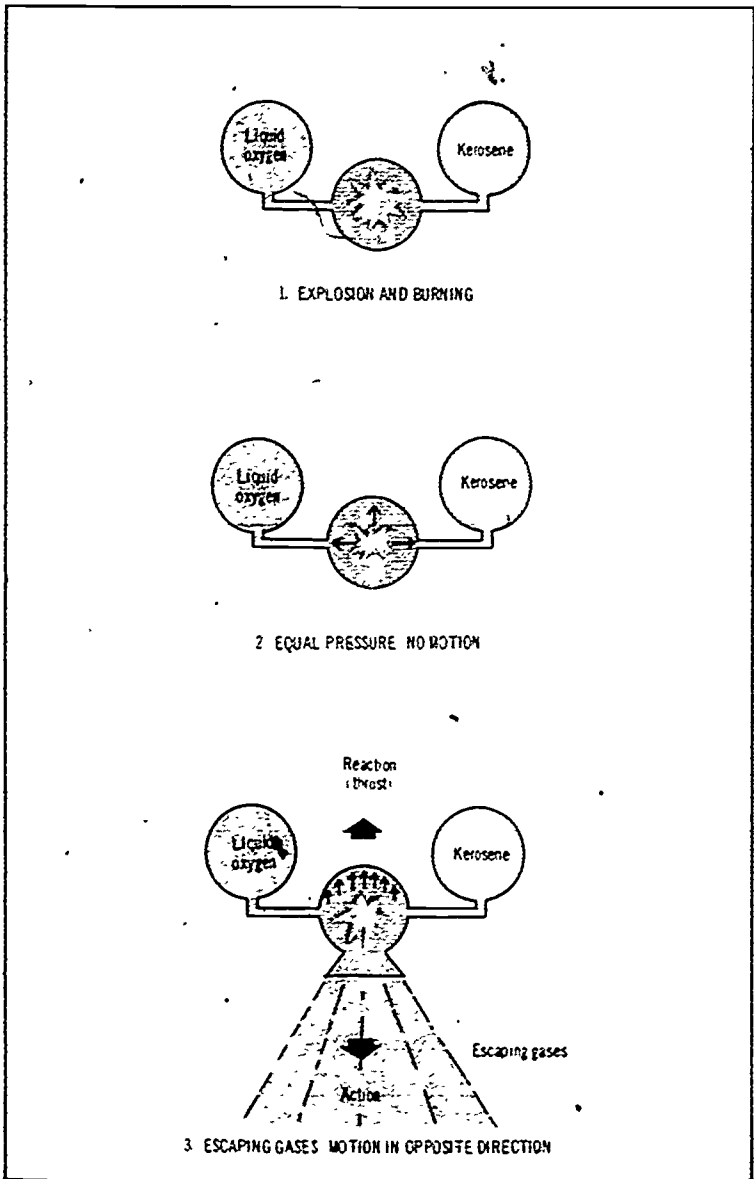 Liquid
oxygen
Kerosene
1. EXPLOSION AND BURNING
Liquid
oxygen
Kerosene
2 EQUAL PRESSURE NO MOTION
Reaction
(thrust)
Liquid
oxygen
Kerosene
Escaping gases
Action
3. ESCAPING GASES MOTION IN OPPOSITE DIRECTION